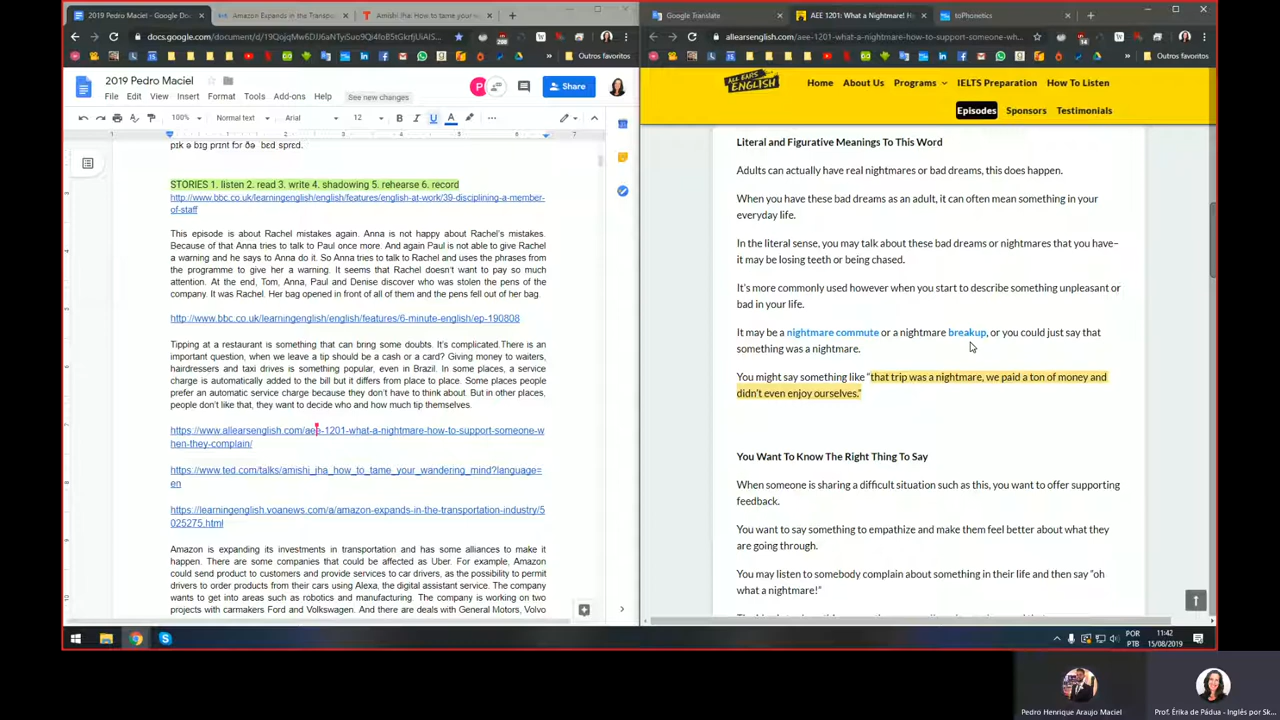 2019 Pedro Maciel - Google Doc
Amazon Expands in the Transpo
Amishi Jha: How to tame your w
docs.google.com/document/d/
Outros favoritos
2019 Pedro Maciel
File Edit View Insert Format Tools Add-ons Help See new changes
Share
100% Normal text Arial 12
pɪk ə bɪg prɪnt fɔr ðə bɛd sprɛd.
STORIES 1. listen 2. read 3. write 4. shadowing 5. rehearse 6. record
http://www.bbc.co.uk/learningenglish/english/features/english-at-work/39-disciplining-a-member-
of-staff
This episode is about Rachel mistakes again. Anna is not happy about Rachel's mistakes.
Because of that Anna tries to talk to Paul once more. And again Paul is not able to give Rachel
a warning and he says to Anna do it. So Anna tries to talk to Rachel and uses the phrases from
the programme to give her a warning. It seems that Rachel doesn't want to pay so much
attention. At the end, Tom, Anna, Paul and Denise discover who was stolen the pens of the
company. It was Rachel. Her bag opened in front of all of them and the pens fell out of her bag.
http://www.bbc.co.uk/learningenglish/english/features/6-minute-english/ep-190808
Tipping at a restaurant is something that can bring some doubts. It's complicated.There is an
important question, when we leave a tip should be a cash or a card? Giving money to waiters,
hairdressers and taxi drives is something popular, even in Brazil. In some places, a service
charge is automatically added to the bill but it differs from place to place. Some places people
prefer an automatic service charge because they don't have to think about. But in other places,
people don't like that, they want to decide who and how much tip themselves.
https://www.allearsenglish.com/aee-1201-what-a-nightmare-how-to-support-someone-w
hen-they-complain/
https://www.ted.com/talks/amishi_jha_how_to_tame_your_wandering_mind?language=
en
https://learningenglish.voanews.com/a/amazon-expands-in-the-transportation-industry/5
025275.html
Amazon is expanding its investments in transportation and has some alliances to make it
happen. There are some companies that could be affected as Uber. For example, Amazon
could send product to customers and provide services to car drivers, as the possibility to permit
drivers to order products from their cars using Alexa, the digital assistant service. The company
wants to get into areas such as robotics and manufacturing. The company is working on two
projects with carmakers Ford and Volkswagen. And there are deals with General Motors, Volvo
Google Translate
AEE 1201: What a Nightmare! Ho
toPhonetics
allearsenglish.com/aee-1201-what-a-nightmare-how-to-support-someone-wh...
Outros favoritos
ALL EARS ENGLISH
Home About Us Programs IELTS Preparation How To Listen
Episodes Sponsors Testimonials
Literal and Figurative Meanings To This Word
Adults can actually have real nightmares or bad dreams, this does happen.
When you have these bad dreams as an adult, it can often mean something in your
everyday life.
In the literal sense, you may talk about these bad dreams or nightmares that you have–
it may be losing teeth or being chased.
It's more commonly used however when you start to describe something unpleasant or
bad in your life.
It may be a nightmare commute or a nightmare breakup, or you could just say that
something was a nightmare.
You might say something like “that trip was a nightmare, we paid a ton of money and
didn't even enjoy ourselves.”
You Want To Know The Right Thing To Say
When someone is sharing a difficult situation such as this, you want to offer supporting
feedback.
You want to say something to empathize and make them feel better about what they
are going through.
You may listen to somebody complain about something in their life and then say “oh
what a nightmare!”
POR
PTB
11:42
15/08/2019
Pedro Henrique Araujo Maciel
Prof. Érika de Pádua - Inglês por Sk...